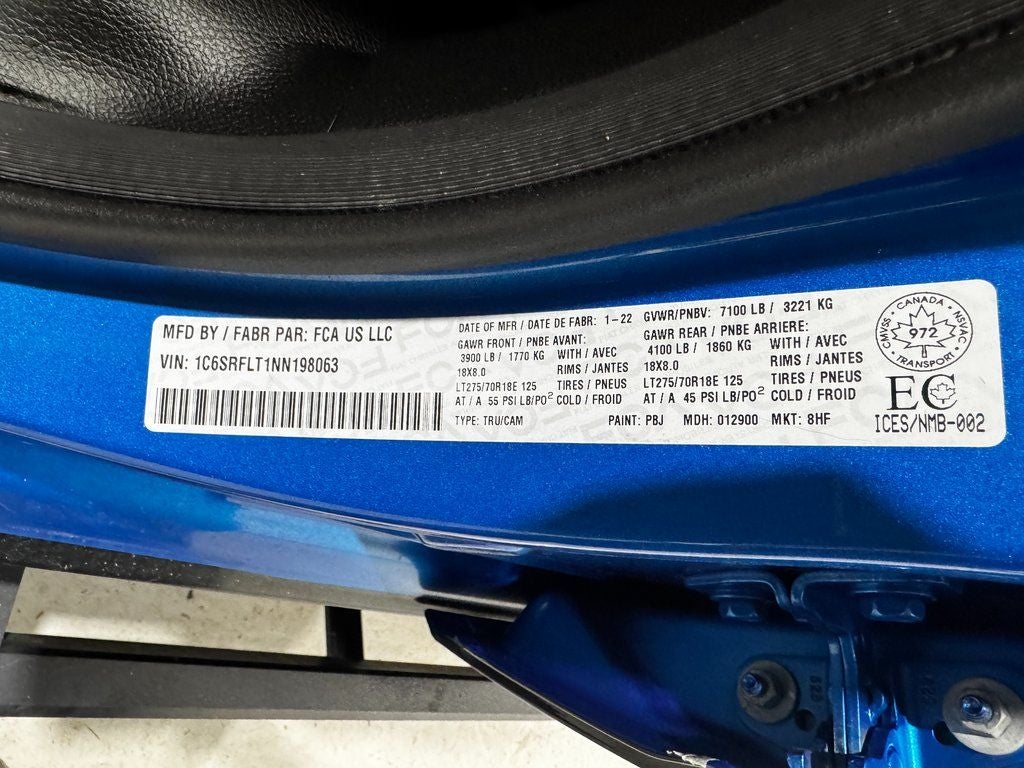 MFD BY / FABR PAR: FCA US LLC
VIN: 1C6SRFLT1NN198063
DATE OF MFR / DATE DE FABR: 1-22
GAWR FRONT / PNBE AVANT:
3900 LB / 1770 KG WITH / AVEC
18X8.0 RIMS / JANTES
LT275/70R18E 125 TIRES / PNEUS
AT / A 55 PSI LB/PO² COLD / FROID
TYPE: TRU/CAM
GVWR/PNBV: 7100 LB / 3221 KG
GAWR REAR / PNBE ARRIERE:
4100 LB / 1860 KG WITH / AVEC
18X8.0 RIMS / JANTES
LT275/70R18E 125 TIRES / PNEUS
AT / A 45 PSI LB/PO² COLD / FROID
PAINT: PBJ MDH: 012900 MKT: 8HF
CANADA
CMVSS NSVAC
972
TRANSPORT
EC
ICES/NMB-002